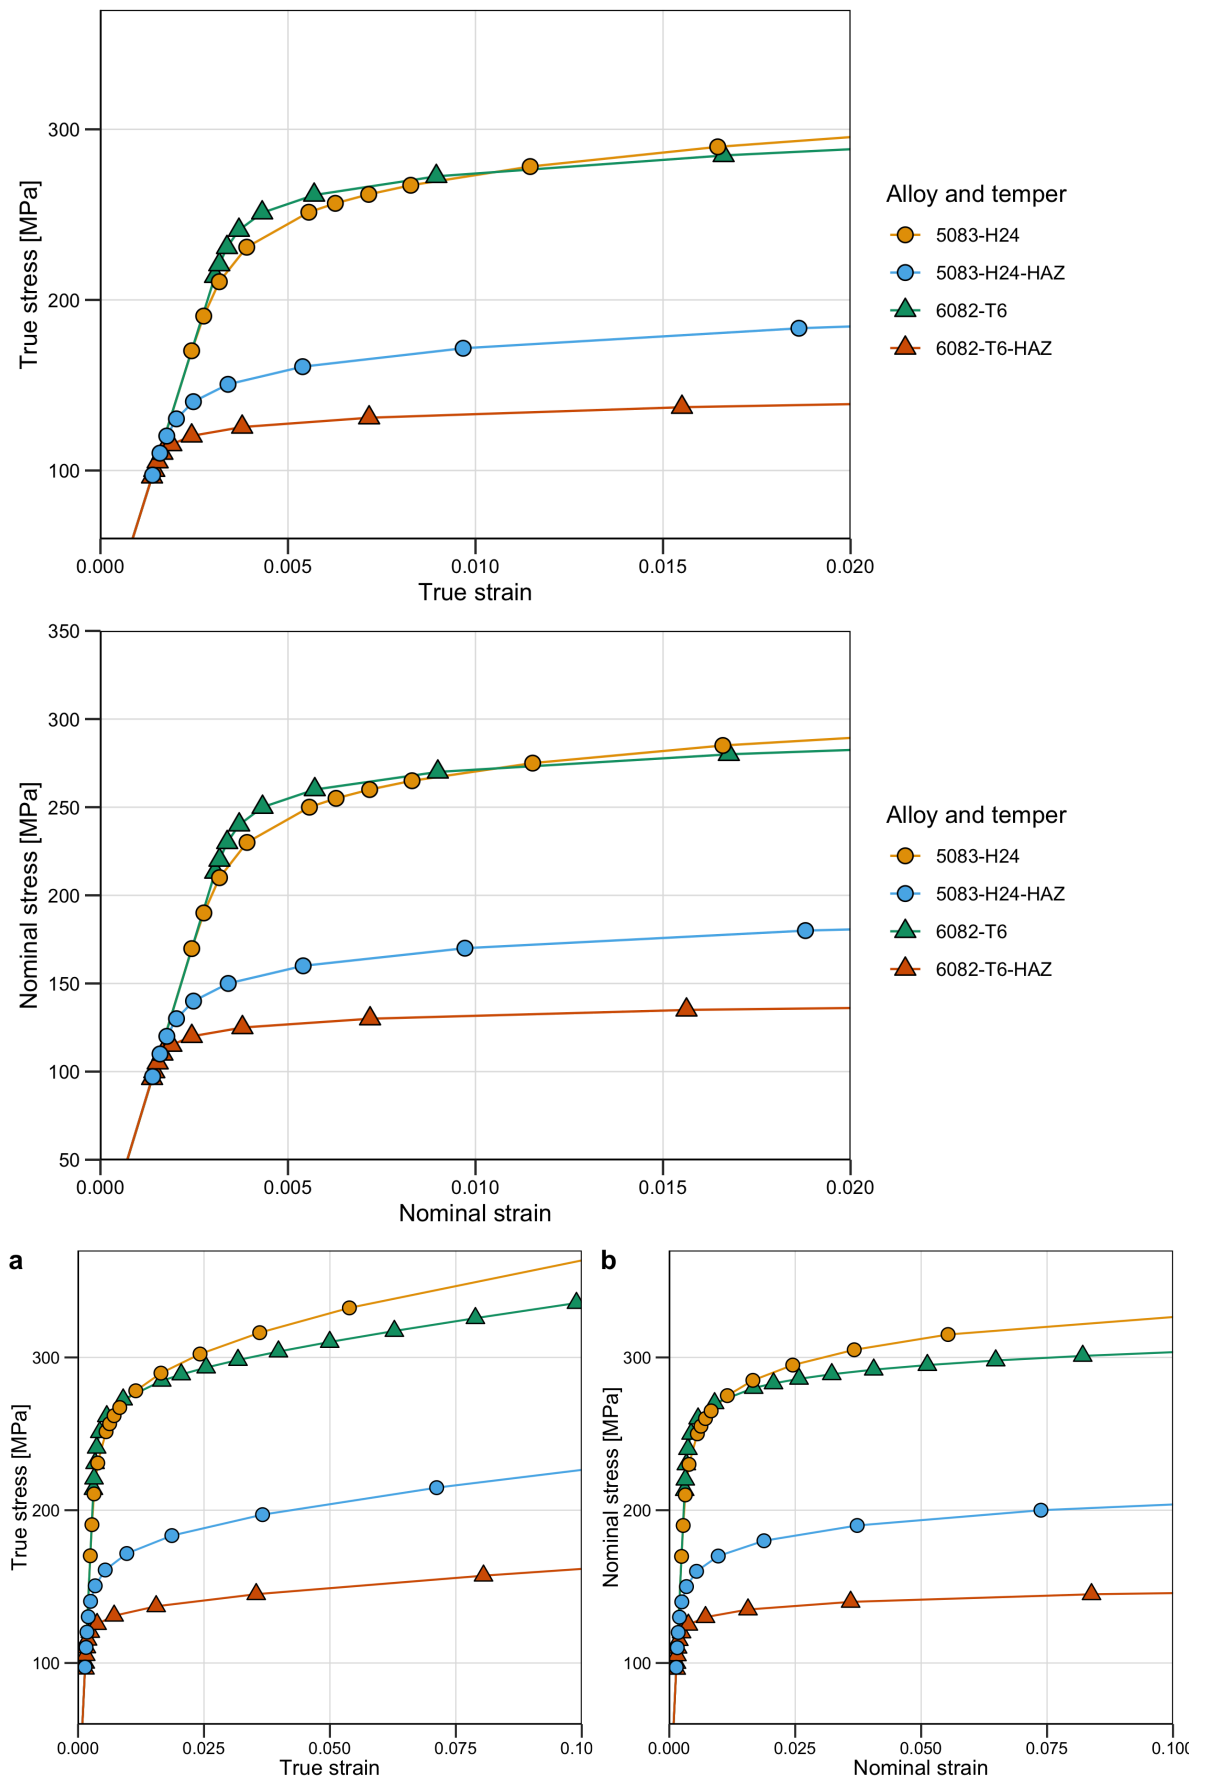 300
200
100
True stress [MPa]
0.000 0.005 0.010 0.015 0.020
True strain
Alloy and temper
5083-H24
5083-H24-HAZ
6082-T6
6082-T6-HAZ
350
300
250
200
150
100
50
Nominal stress [MPa]
0.000 0.005 0.010 0.015 0.020
Nominal strain
Alloy and temper
5083-H24
5083-H24-HAZ
6082-T6
6082-T6-HAZ
a
300
200
100
True stress [MPa]
0.000 0.025 0.050 0.075 0.10
True strain
b
300
200
100
Nominal stress [MPa]
0.000 0.025 0.050 0.075 0.100
Nominal strain